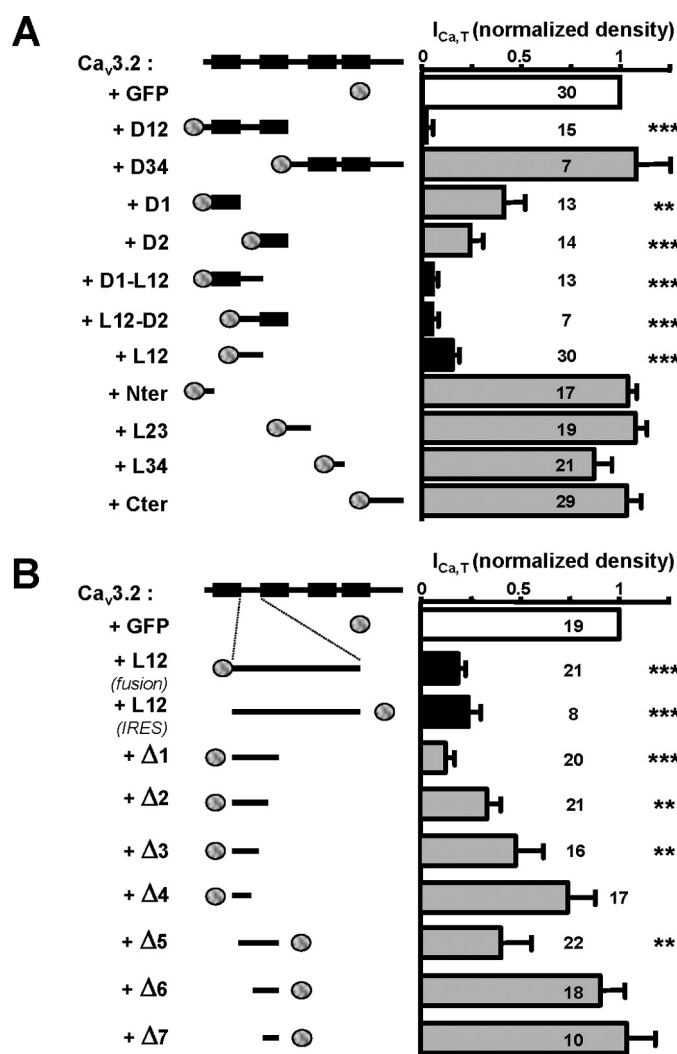 A
I Ca,T (normalized density)
Cav3.2 :
0 0.5 1
+ GFP 30
+ D12 15 ***
+ D34 7
+ D1 13 **
+ D2 14 ***
+ D1-L12 13 ***
+ L12-D2 7 ***
+ L12 30 ***
+ Nter 17
+ L23 19
+ L34 21
+ Cter 29
B
I Ca,T (normalized density)
Cav3.2 :
0 0.5 1
+ GFP 19
+ L12 21 ***
(fusion)
+ L12 8 ***
(IRES)
+ Δ1 20 ***
+ Δ2 21 **
+ Δ3 16 **
+ Δ4 17
+ Δ5 22 **
+ Δ6 18
+ Δ7 10